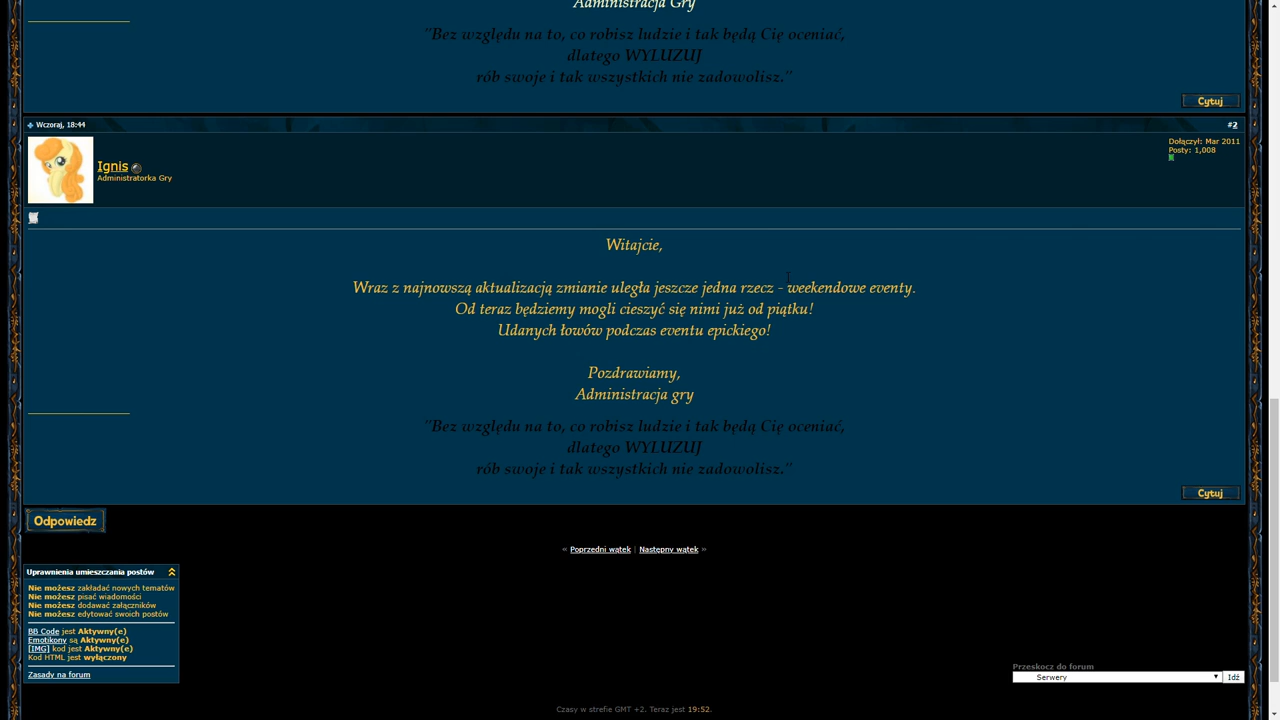 Administracja Gry
"Bez względu na to, co robisz ludzie i tak będą Cię oceniać,
dlatego WYLUZUJ
rób swoje i tak wszystkich nie zadowolisz."
Cytuj
Wczoraj, 18:44
#2
Ignis
Administratorka Gry
Dołączył: Mar 2011
Posty: 1,008
Witajcie,
Wraz z najnowszą aktualizacją zmianie uległa jeszcze jedna rzecz - weekendowe eventy.
Od teraz będziemy mogli cieszyć się nimi już od piątku!
Udanych łowów podczas eventu epickiego!
Pozdrawiamy,
Administracja gry
"Bez względu na to, co robisz ludzie i tak będą Cię oceniać,
dlatego WYLUZUJ
rób swoje i tak wszystkich nie zadowolisz."
Cytuj
Odpowiedz
« Poprzedni wątek | Następny wątek »
Uprawnienia umieszczania postów
Nie możesz zakładać nowych tematów
Nie możesz pisać wiadomości
Nie możesz dodawać załączników
Nie możesz edytować swoich postów
BB Code jest Aktywny(e)
Emotikony są Aktywny(e)
[IMG] kod jest Aktywny(e)
Kod HTML jest wyłączony
Zasady na forum
Przeskocz do forum
Serwery
Idź
Czasy w strefie GMT +2. Teraz jest 19:52.